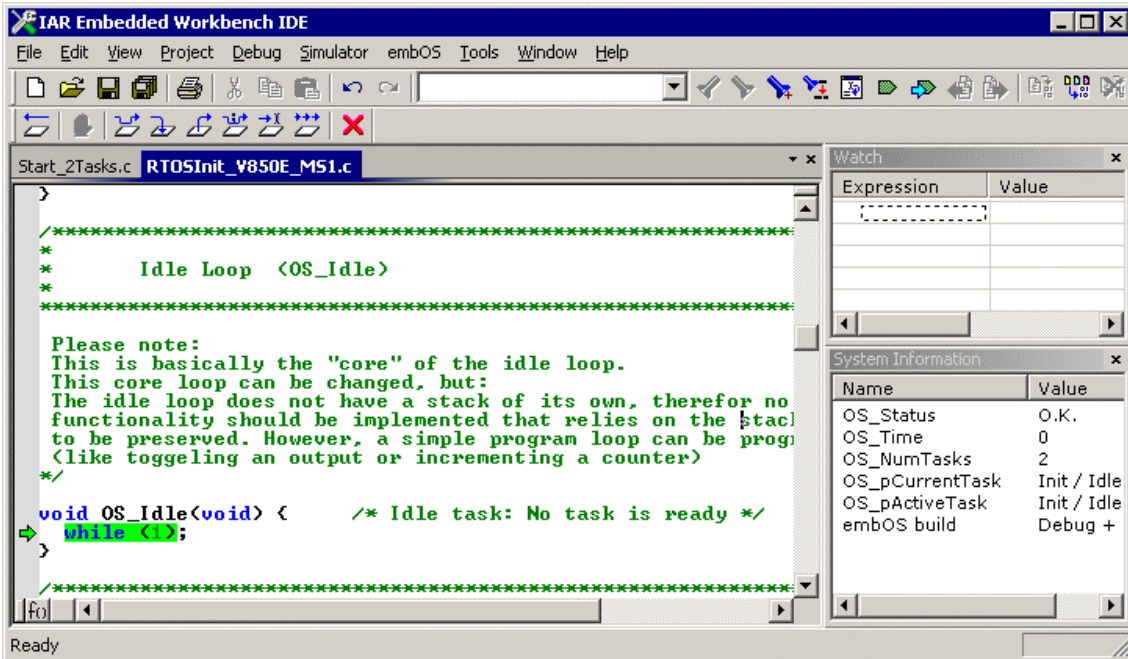 IAR Embedded Workbench IDE
File Edit View Project Debug Simulator embOS Tools Window Help
Start_2Tasks.c RTOSInit_V850E_MS1.c
}
/************************************************************
*
* Idle Loop (OS_Idle)
*
*************************************************************
Please note:
This is basically the "core" of the idle loop.
This core loop can be changed, but:
The idle loop does not have a stack of its own, therefor no
functionality should be implemented that relies on the
to be preserved. However, a simple program loop can be
(like toggeling an output or incrementing a counter)
*/
void OS_Idle(void) { /* Idle task: No task is ready */
while (1);
}
/************************************************************
Watch
Expression Value
System Information
Name Value
OS_Status O.K.
OS_Time 0
OS_NumTasks 2
OS_pCurrentTask Init / Idle
OS_pActiveTask Init / Idle
embOS build Debug +
Ready